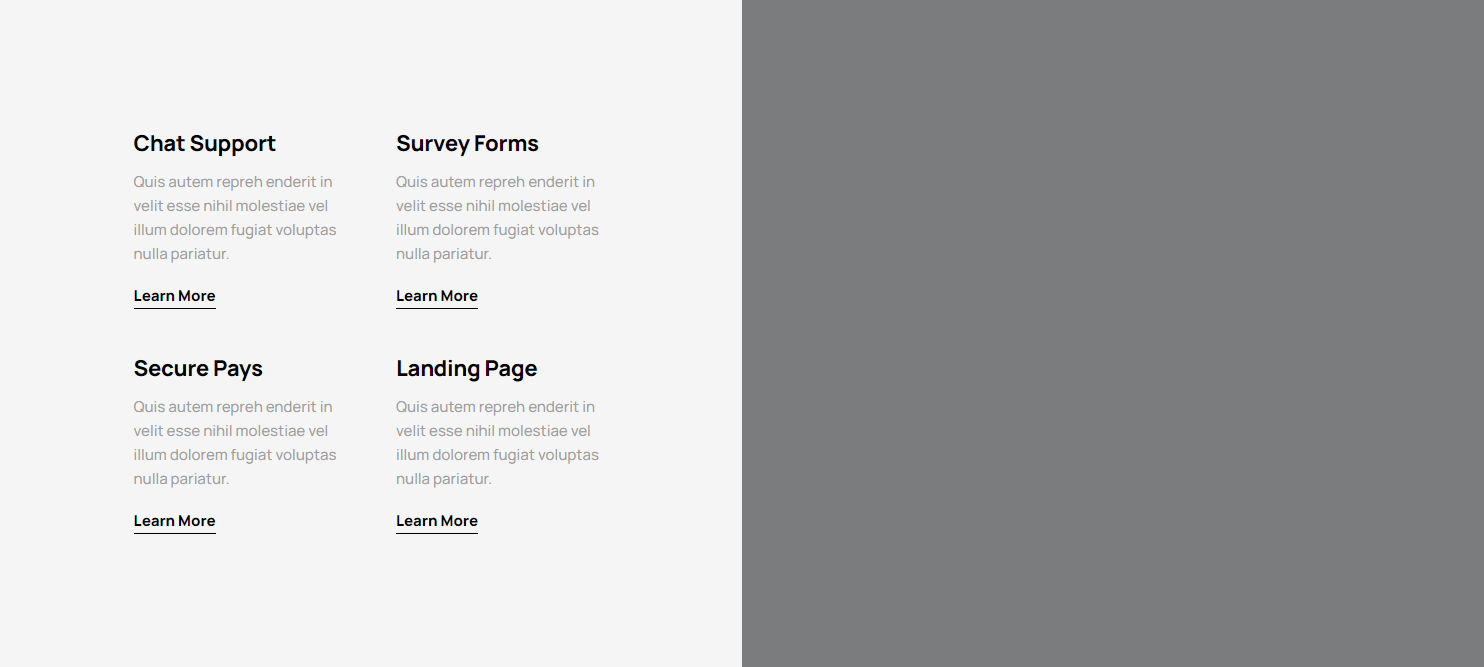 Chat Support
Quis autem repreh enderit in
velit esse nihil molestiae vel
illum dolorem fugiat voluptas
nulla pariatur.
Learn More
Survey Forms
Quis autem repreh enderit in
velit esse nihil molestiae vel
illum dolorem fugiat voluptas
nulla pariatur.
Learn More
Secure Pays
Quis autem repreh enderit in
velit esse nihil molestiae vel
illum dolorem fugiat voluptas
nulla pariatur.
Learn More
Landing Page
Quis autem repreh enderit in
velit esse nihil molestiae vel
illum dolorem fugiat voluptas
nulla pariatur.
Learn More